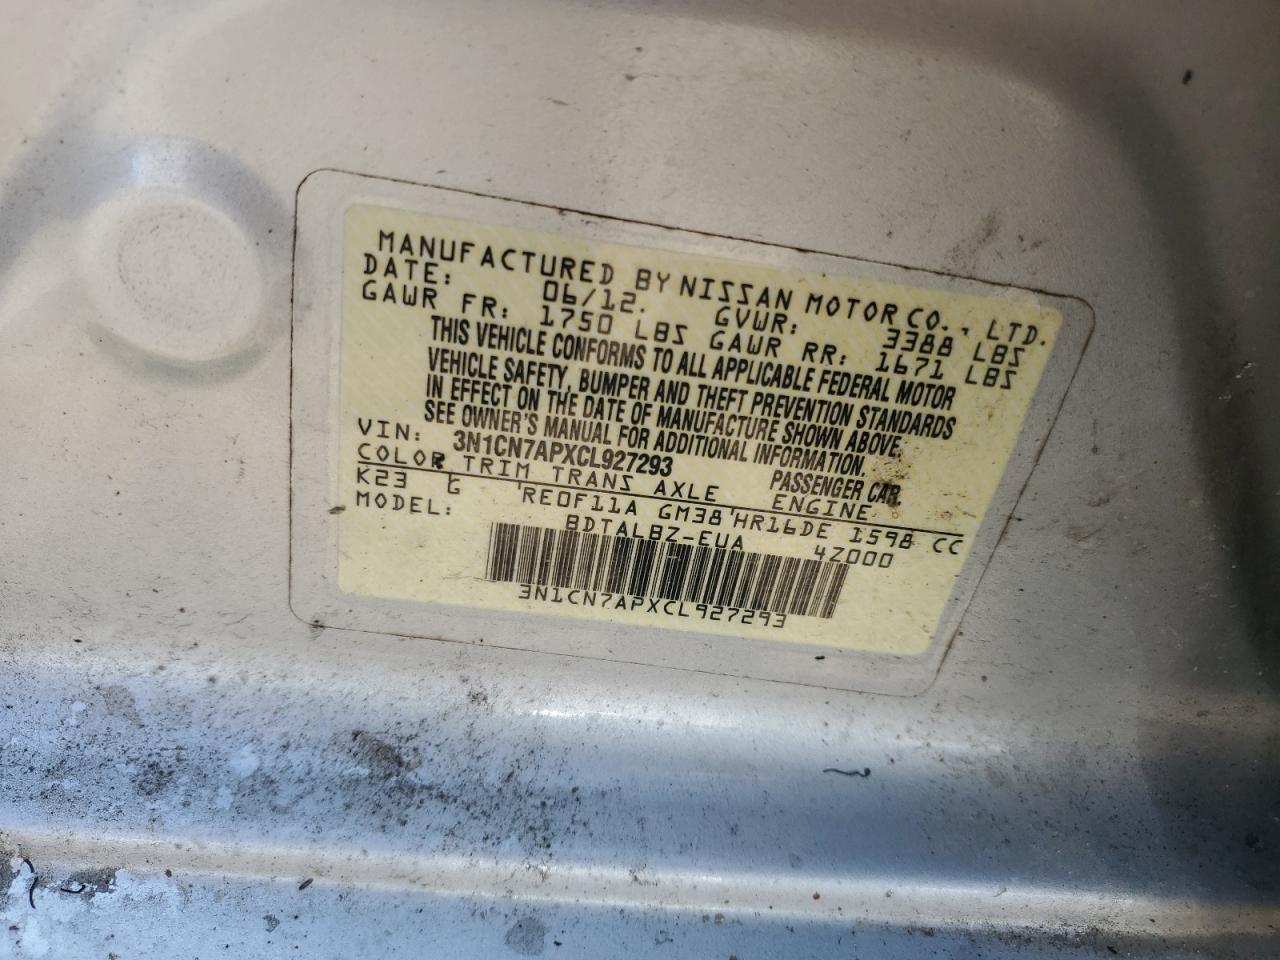 MANUFACTURED BY NISSAN MOTOR CO., LTD.
DATE: 06/12. GVWR: 3388 LBS
GAWR FR: 1750 LBS GAWR RR: 1671 LBS
THIS VEHICLE CONFORMS TO ALL APPLICABLE FEDERAL MOTOR
VEHICLE SAFETY, BUMPER AND THEFT PREVENTION STANDARDS
IN EFFECT ON THE DATE OF MANUFACTURE SHOWN ABOVE.
SEE OWNER'S MANUAL FOR ADDITIONAL INFORMATION.
VIN: 3N1CN7APXCL927293 PASSENGER CAR.
COLOR TRIM TRANS AXLE ENGINE
K23 G 'RE0F11A GM38'HR16DE 1598 CC
MODEL: BDTALBZ-EUA 4Z000
3N1CN7APXCL927293